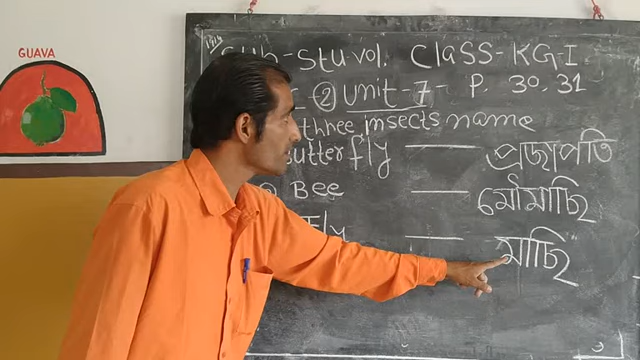 GUAVA
Sub-Stu.vol. Class-KG-I
② Unit-7- P. 30,31
three insects name
Butterfly — প্রজাপতি
Bee — মৌমাছি
Fly — মাছি